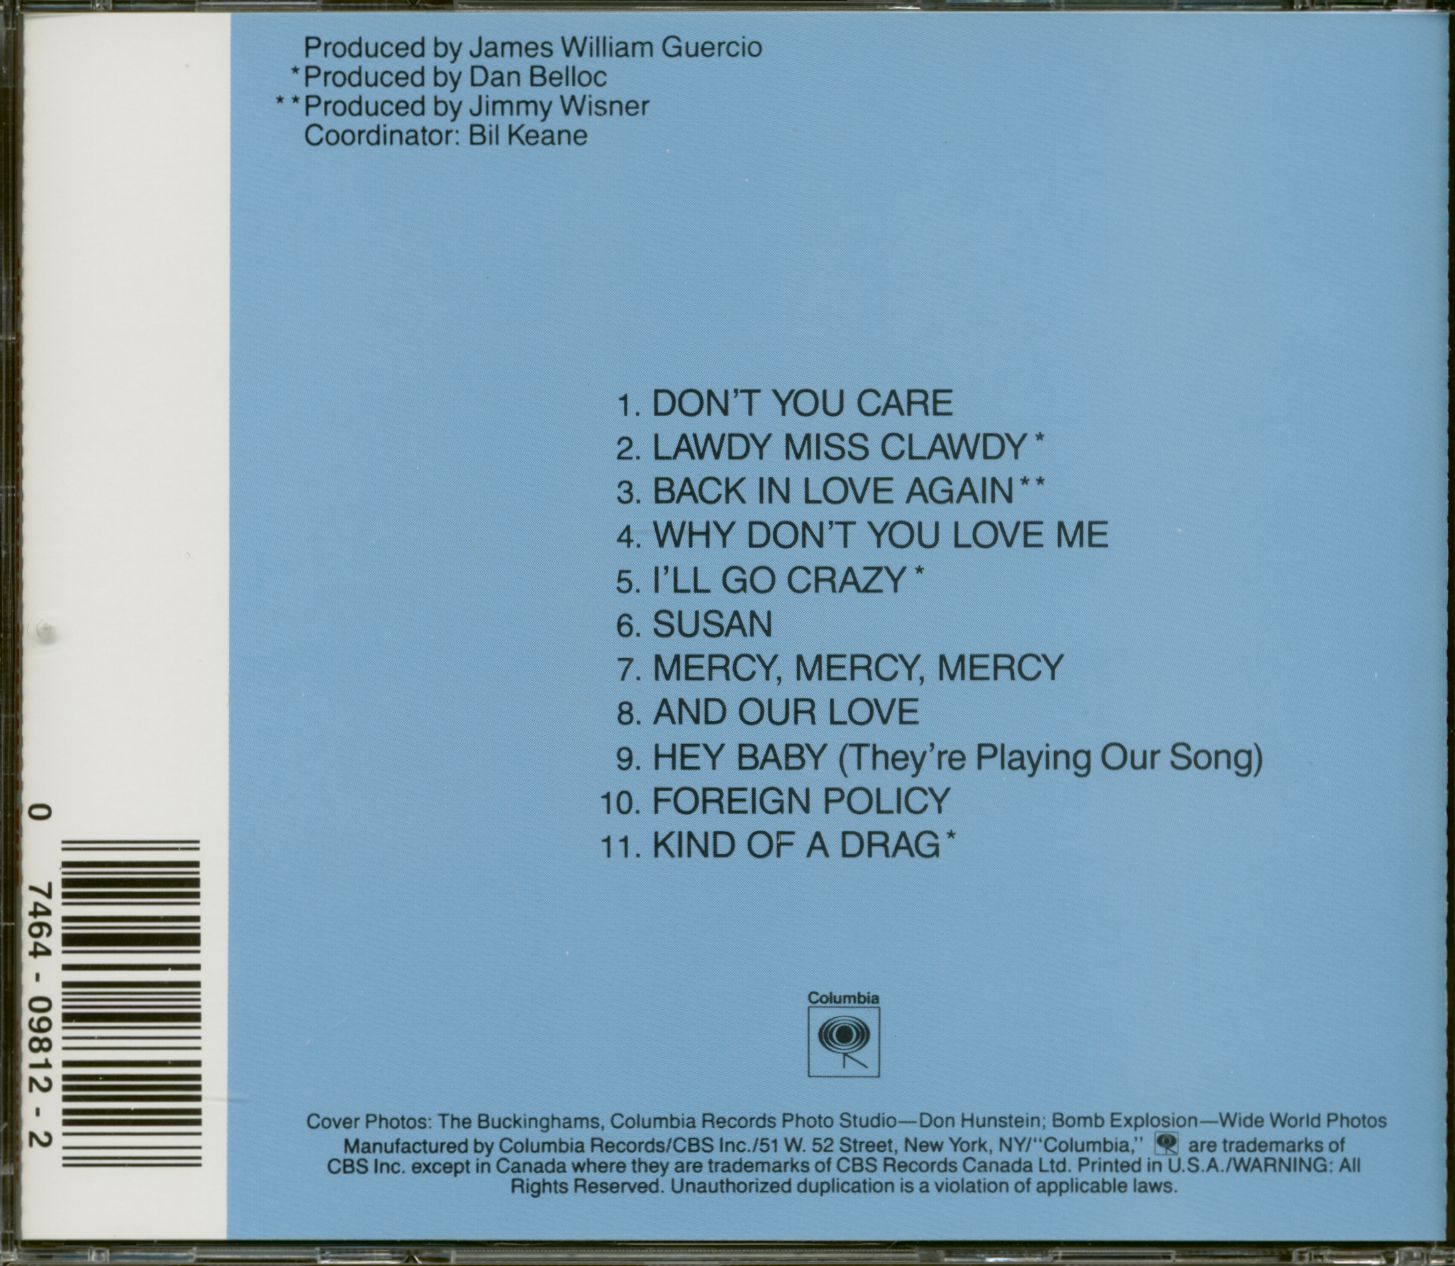 Produced by James William Guercio
*Produced by Dan Belloc
**Produced by Jimmy Wisner
Coordinator: Bil Keane
1. DON'T YOU CARE
2. LAWDY MISS CLAWDY*
3. BACK IN LOVE AGAIN**
4. WHY DON'T YOU LOVE ME
5. I'LL GO CRAZY*
6. SUSAN
7. MERCY, MERCY, MERCY
8. AND OUR LOVE
9. HEY BABY (They're Playing Our Song)
10. FOREIGN POLICY
11. KIND OF A DRAG*
0 7464-09812-2
Columbia
Cover Photos: The Buckinghams, Columbia Records Photo Studio—Don Hunstein; Bomb Explosion—Wide World Photos
Manufactured by Columbia Records/CBS Inc./51 W. 52 Street, New York, NY/"Columbia," are trademarks of
CBS Inc. except in Canada where they are trademarks of CBS Records Canada Ltd. Printed in U.S.A./WARNING: All
Rights Reserved. Unauthorized duplication is a violation of applicable laws.